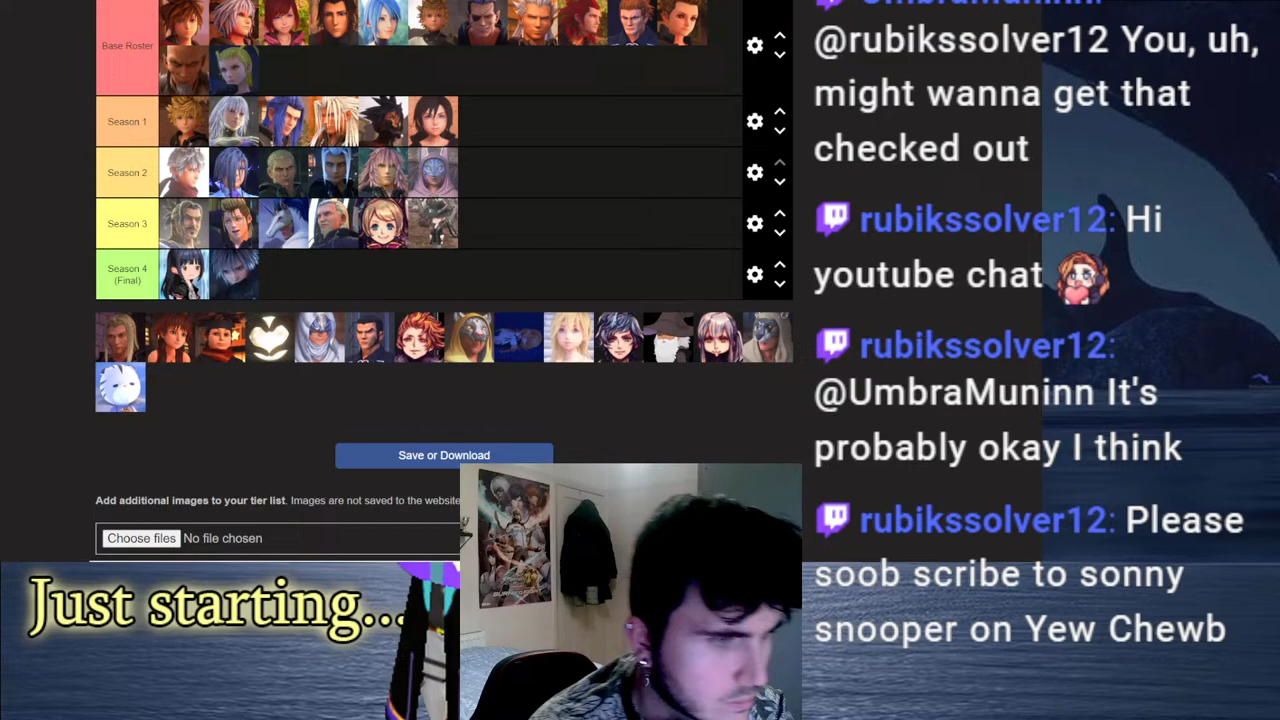 UmbraMuninn:
@rubikssolver12 You, uh,
might wanna get that
checked out
rubikssolver12: Hi
youtube chat
rubikssolver12:
@UmbraMuninn It's
probably okay I think
rubikssolver12: Please
soob scribe to sonny
snooper on Yew Chewb
Base Roster
Season 1
Season 2
Season 3
Season 4
(Final)
Save or Download
Add additional images to your tier list. Images are not saved to the website
Choose files No file chosen
Just starting...